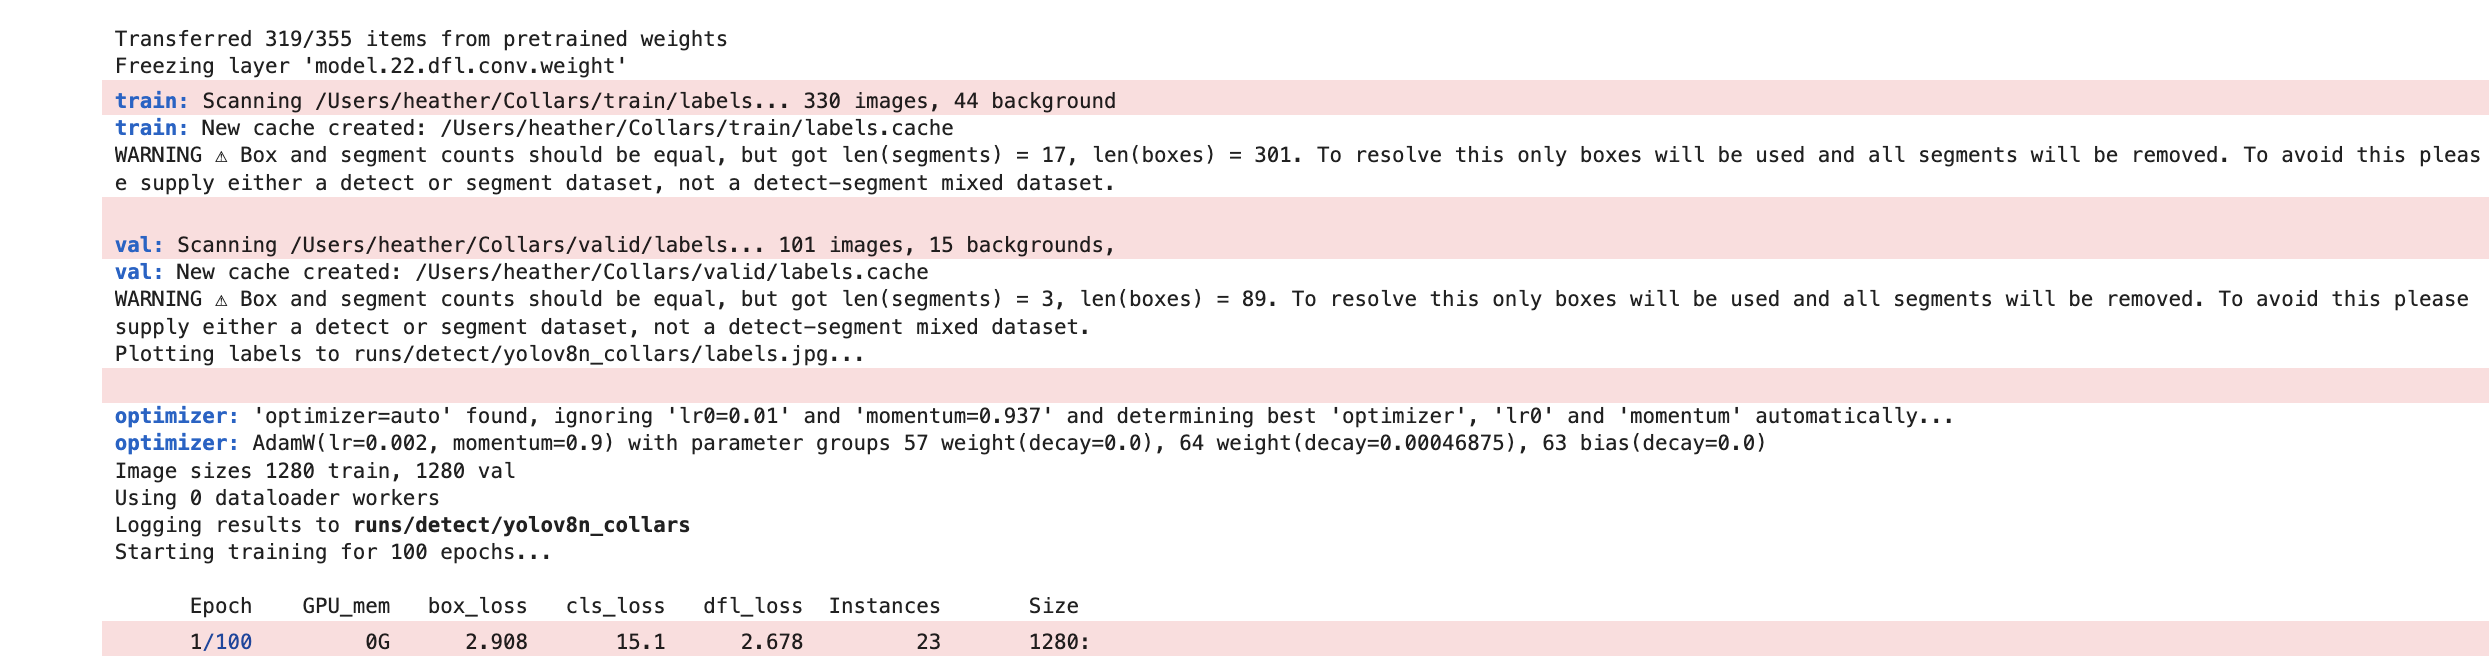 Transferred 319/355 items from pretrained weights
Freezing layer 'model.22.dfl.conv.weight'
train: Scanning /Users/heather/Collars/train/labels... 330 images, 44 background
train: New cache created: /Users/heather/Collars/train/labels.cache
WARNING ⚠ Box and segment counts should be equal, but got len(segments) = 17, len(boxes) = 301. To resolve this only boxes will be used and all segments will be removed. To avoid this pleas
e supply either a detect or segment dataset, not a detect-segment mixed dataset.
val: Scanning /Users/heather/Collars/valid/labels... 101 images, 15 backgrounds,
val: New cache created: /Users/heather/Collars/valid/labels.cache
WARNING ⚠ Box and segment counts should be equal, but got len(segments) = 3, len(boxes) = 89. To resolve this only boxes will be used and all segments will be removed. To avoid this please
supply either a detect or segment dataset, not a detect-segment mixed dataset.
Plotting labels to runs/detect/yolov8n_collars/labels.jpg...
optimizer: 'optimizer=auto' found, ignoring 'lr0=0.01' and 'momentum=0.937' and determining best 'optimizer', 'lr0' and 'momentum' automatically...
optimizer: AdamW(lr=0.002, momentum=0.9) with parameter groups 57 weight(decay=0.0), 64 weight(decay=0.00046875), 63 bias(decay=0.0)
Image sizes 1280 train, 1280 val
Using 0 dataloader workers
Logging results to runs/detect/yolov8n_collars
Starting training for 100 epochs...
Epoch GPU_mem box_loss cls_loss dfl_loss Instances Size
1/100 0G 2.908 15.1 2.678 23 1280: